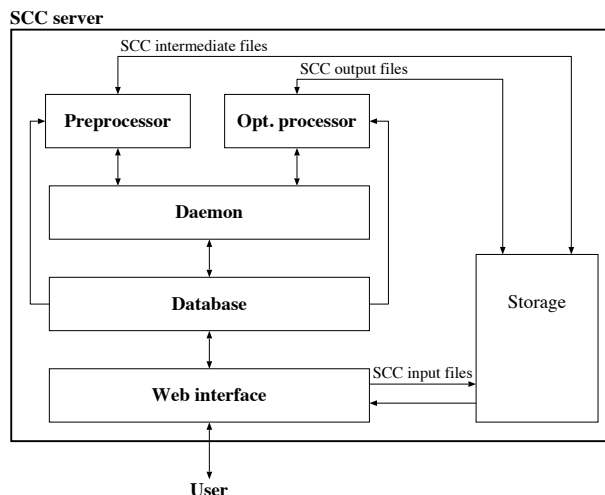 SCC server
SCC intermediate files
SCC output files
Preprocessor
Opt. processor
Daemon
Database
Storage
SCC input files
Web interface
User